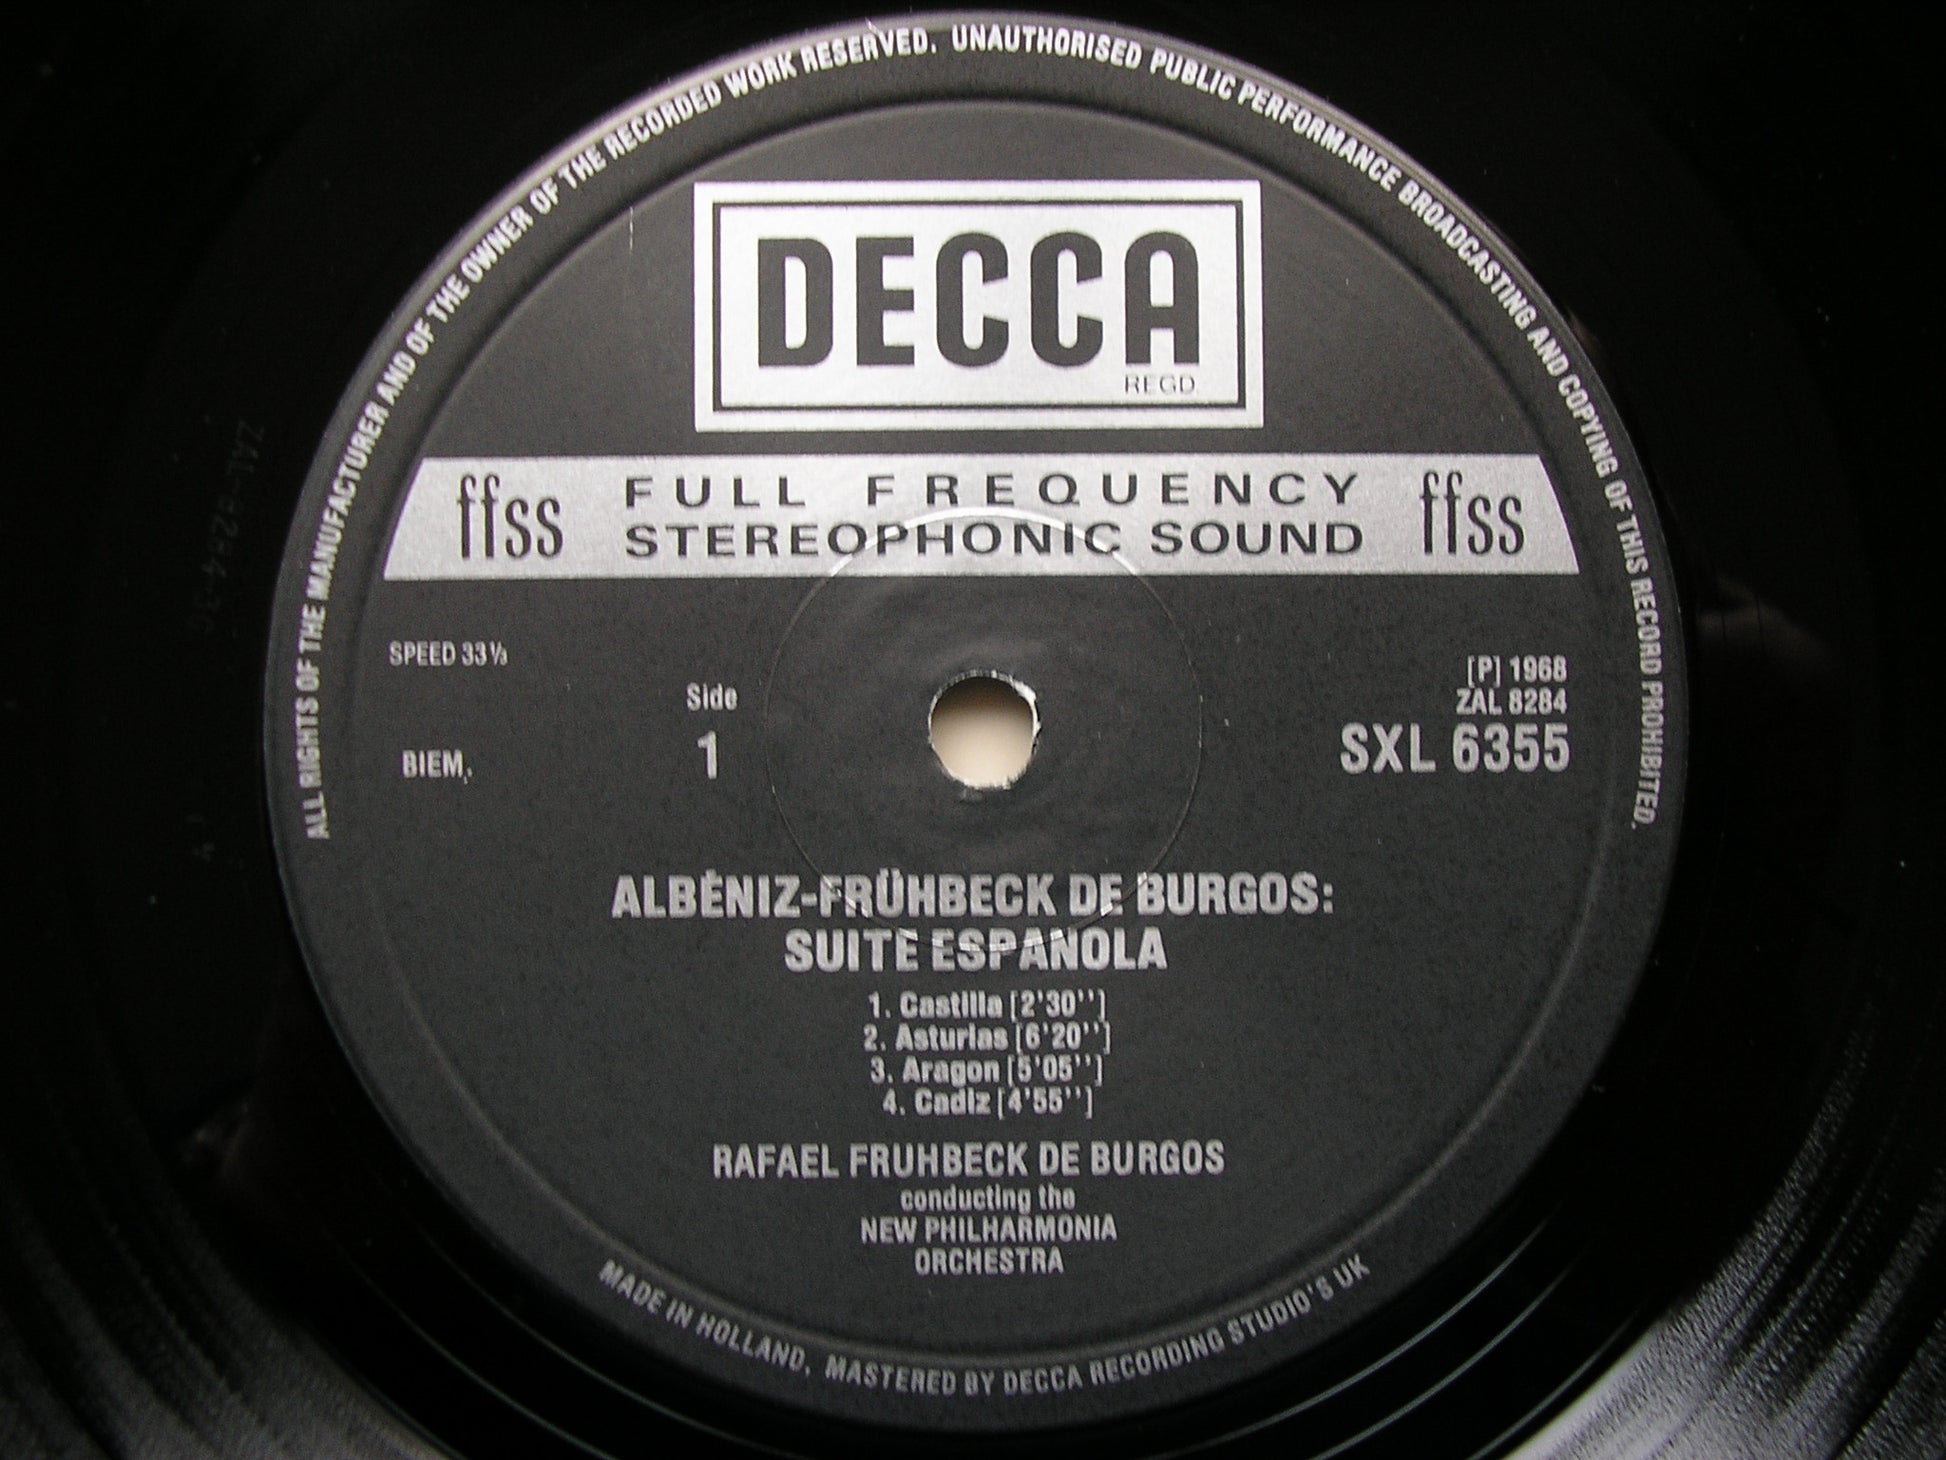 ALL RIGHTS OF THE MANUFACTURER AND OF THE OWNER OF THE RECORDED WORK RESERVED. UNAUTHORISED PUBLIC PERFORMANCE BROADCASTING AND COPYING OF THIS RECORD PROHIBITED.
DECCA
REGD.
ffss FULL FREQUENCY ffss
STEREOPHONIC SOUND
SPEED 33⅓
[P] 1968
Side
ZAL 8284
1
SXL 6355
BIEM.
ALBÉNIZ-FRÜHBECK DE BURGOS:
SUITE ESPANOLA
1. Castilla [2'30'']
2. Asturias [6'20'']
3. Aragon [5'05'']
4. Cadiz [4'55'']
RAFAEL FRUHBECK DE BURGOS
conducting the
NEW PHILHARMONIA
ORCHESTRA
MADE IN HOLLAND. MASTERED BY DECCA RECORDING STUDIO'S UK